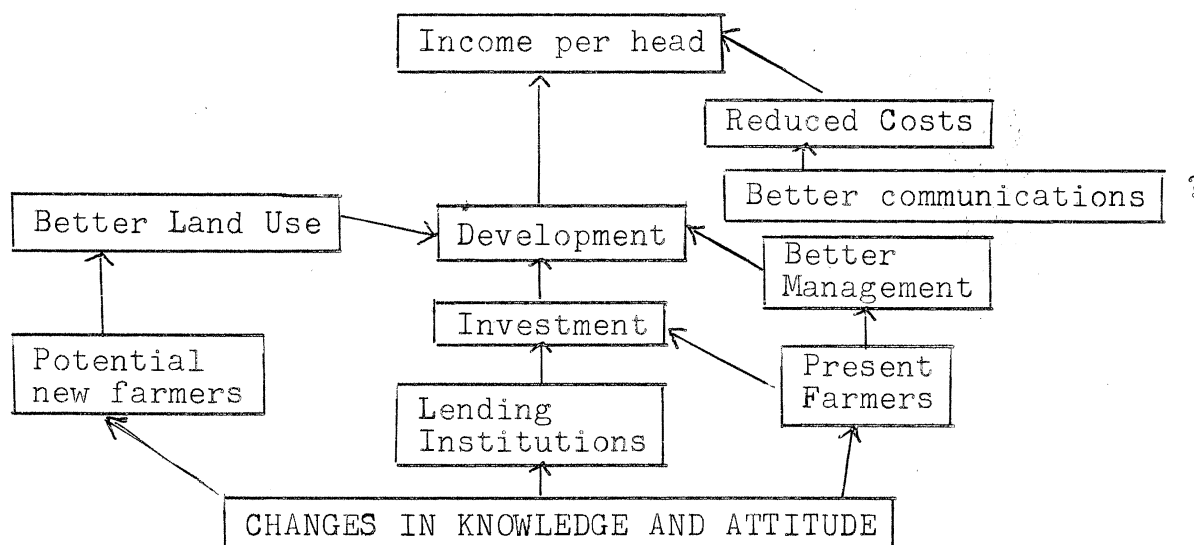 Income per head
Reduced Costs
Better communications ?
Better Land Use
Development
Better
Management
Investment
Potential
new farmers
Present
Farmers
Lending
Institutions
CHANGES IN KNOWLEDGE AND ATTITUDE